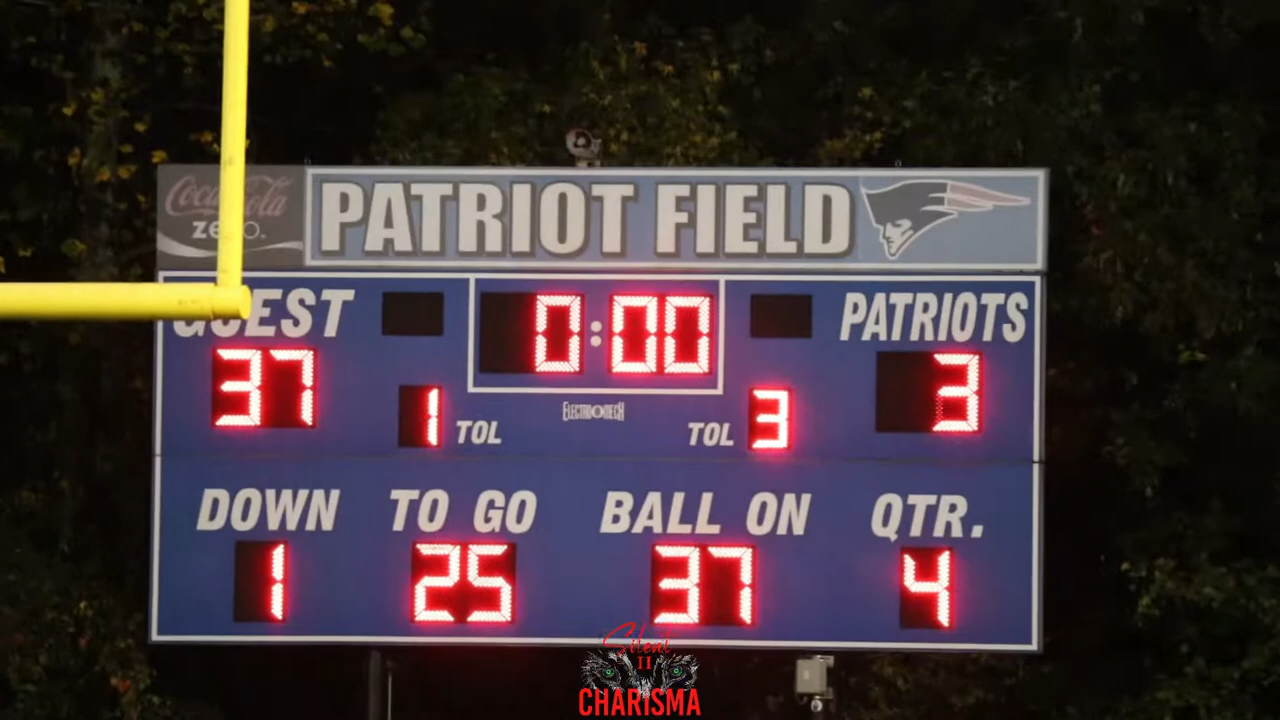 Coca-Cola
zero.
PATRIOT FIELD
GUEST
0:00
PATRIOTS
37
3
1 TOL
TOL 3
ELECTRO-MECH
DOWN
TO GO
BALL ON
QTR.
1
25
37
4
Silent
II
CHARISMA